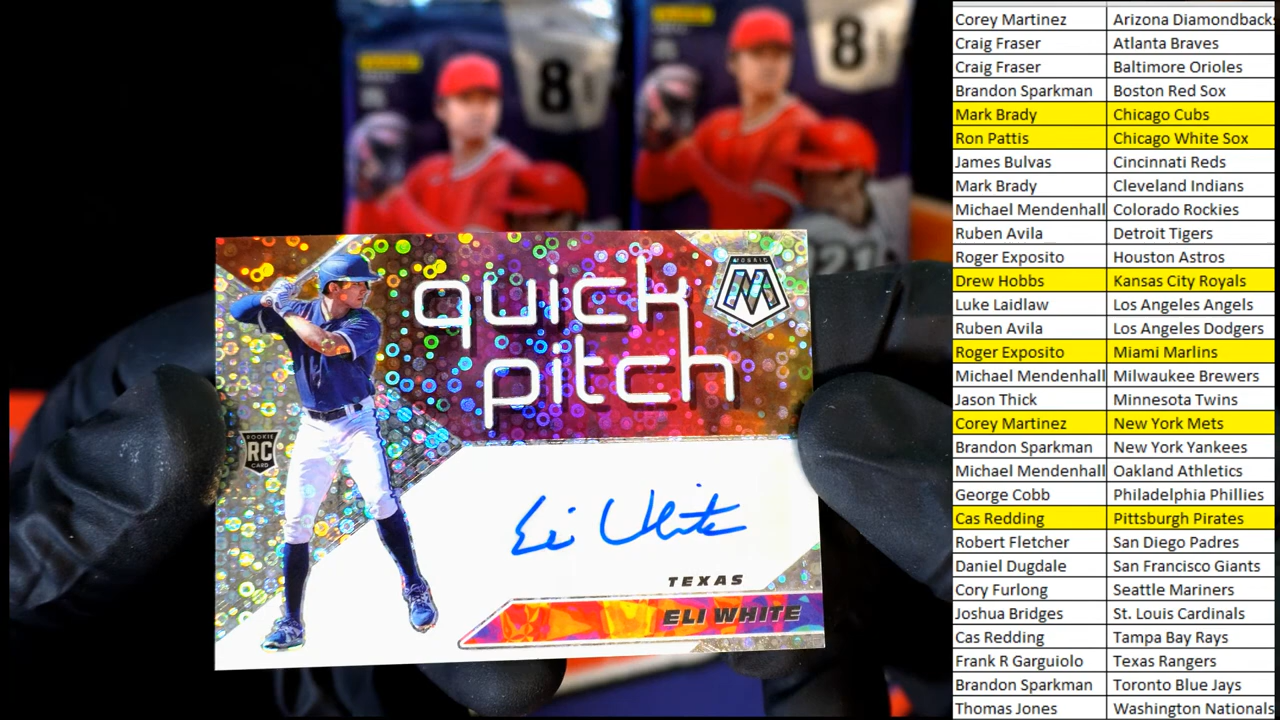 8
8
21
quick
pitch
MOSAIC
M
ROOKIE
RC
CARD
Eli White
TEXAS
ELI WHITE
Corey Martinez Arizona Diamondbacks
Craig Fraser Atlanta Braves
Craig Fraser Baltimore Orioles
Brandon Sparkman Boston Red Sox
Mark Brady Chicago Cubs
Ron Pattis Chicago White Sox
James Bulvas Cincinnati Reds
Mark Brady Cleveland Indians
Michael Mendenhall Colorado Rockies
Ruben Avila Detroit Tigers
Roger Exposito Houston Astros
Drew Hobbs Kansas City Royals
Luke Laidlaw Los Angeles Angels
Ruben Avila Los Angeles Dodgers
Roger Exposito Miami Marlins
Michael Mendenhall Milwaukee Brewers
Jason Thick Minnesota Twins
Corey Martinez New York Mets
Brandon Sparkman New York Yankees
Michael Mendenhall Oakland Athletics
George Cobb Philadelphia Phillies
Cas Redding Pittsburgh Pirates
Robert Fletcher San Diego Padres
Daniel Dugdale San Francisco Giants
Cory Furlong Seattle Mariners
Joshua Bridges St. Louis Cardinals
Cas Redding Tampa Bay Rays
Frank R Garguiolo Texas Rangers
Brandon Sparkman Toronto Blue Jays
Thomas Jones Washington Nationals